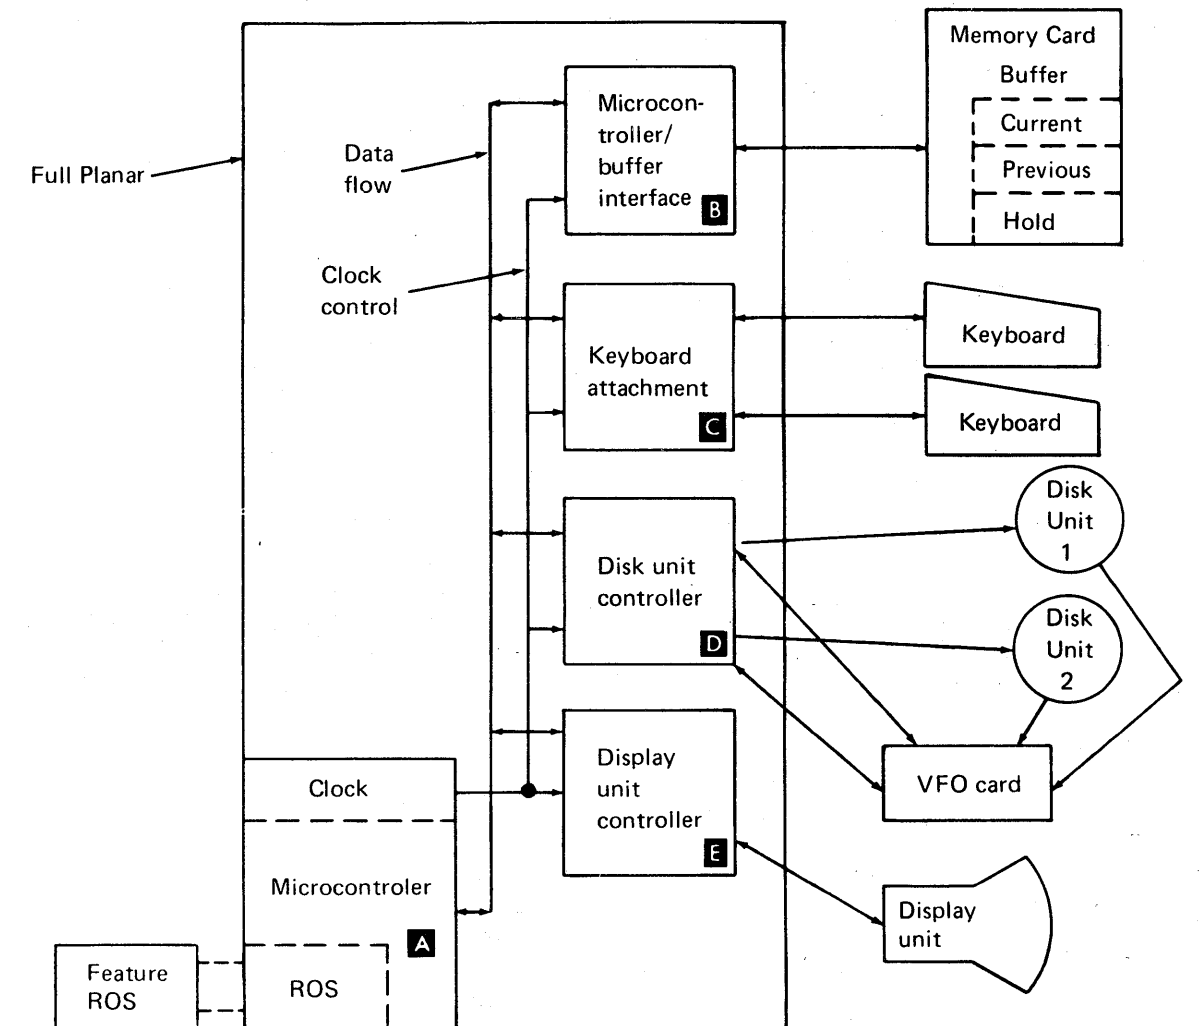 Memory Card
Buffer
Current
Previous
Hold
Microcon-
troller/
buffer
interface
B
Data
flow
Full Planar
Clock
control
Keyboard
attachment
C
Keyboard
Keyboard
Disk
Unit
1
Disk unit
controller
D
Disk
Unit
2
Display
unit
controller
E
VFO card
Clock
Microcontroler
A
Display
unit
Feature
ROS
ROS